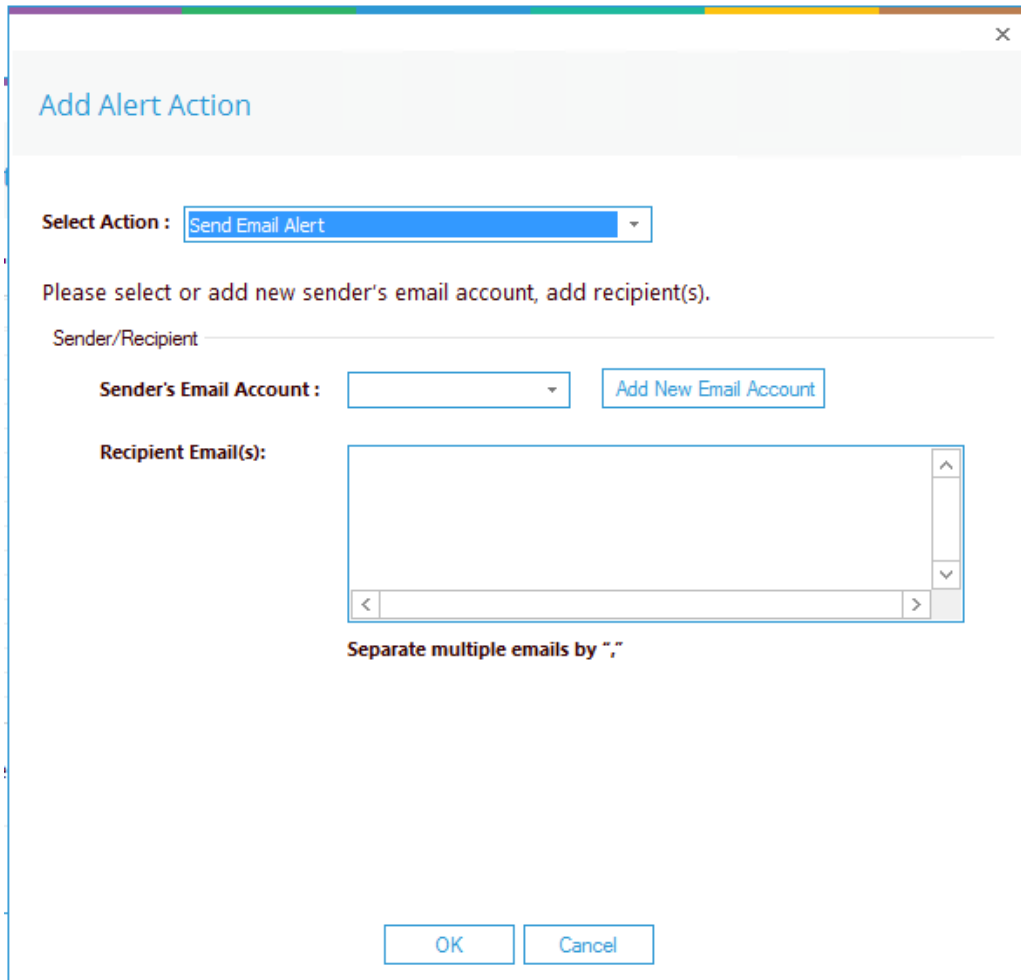 Add Alert Action
Select Action : Send Email Alert
Please select or add new sender's email account, add recipient(s).
Sender/Recipient
Sender's Email Account : Add New Email Account
Recipient Email(s):
Separate multiple emails by “,”
OK Cancel